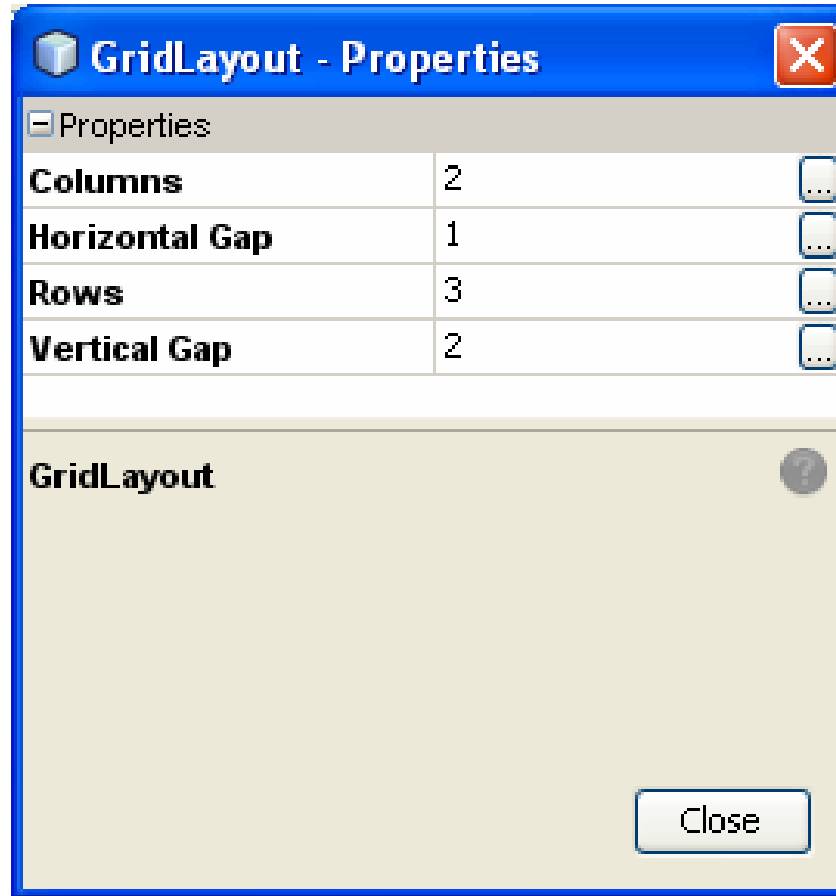 GridLayout - Properties
Properties
Columns 2 ...
Horizontal Gap 1 ...
Rows 3 ...
Vertical Gap 2 ...
GridLayout ?
Close